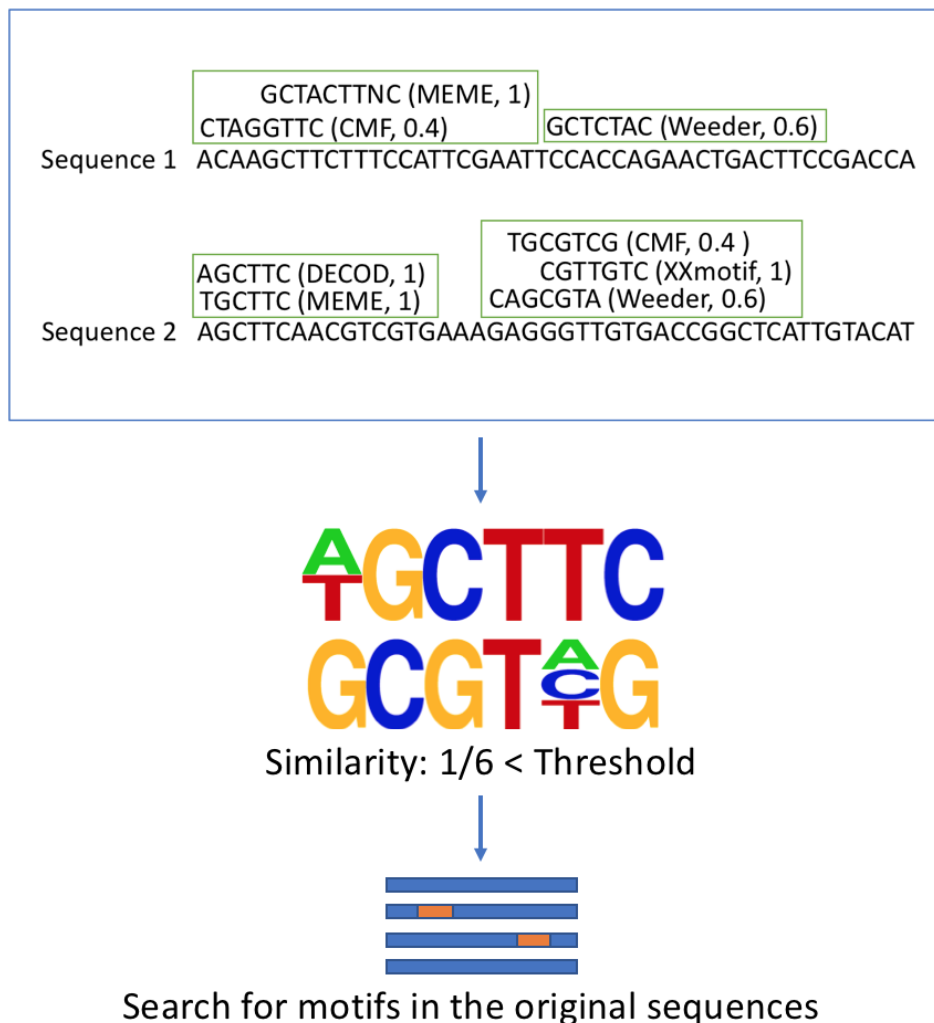 GCTACTTNC (MEME, 1)
CTAGGTTC (CMF, 0.4)
GCTCTAC (Weeder, 0.6)
Sequence 1 ACAAGCTTCTTTCCATTCGAATTCCACCAGAACTGACTTCCGACCA
TGCGTCG (CMF, 0.4 )
AGCTTC (DECOD, 1)
CGTTGTC (XXmotif, 1)
TGCTTC (MEME, 1)
CAGCGTA (Weeder, 0.6)
Sequence 2 AGCTTCAACGTCGTGAAAGAGGGTTGTGACCGGCTCATTGTACAT
ATGCTTC
GCGTACTG
Similarity: 1/6 < Threshold
Search for motifs in the original sequences